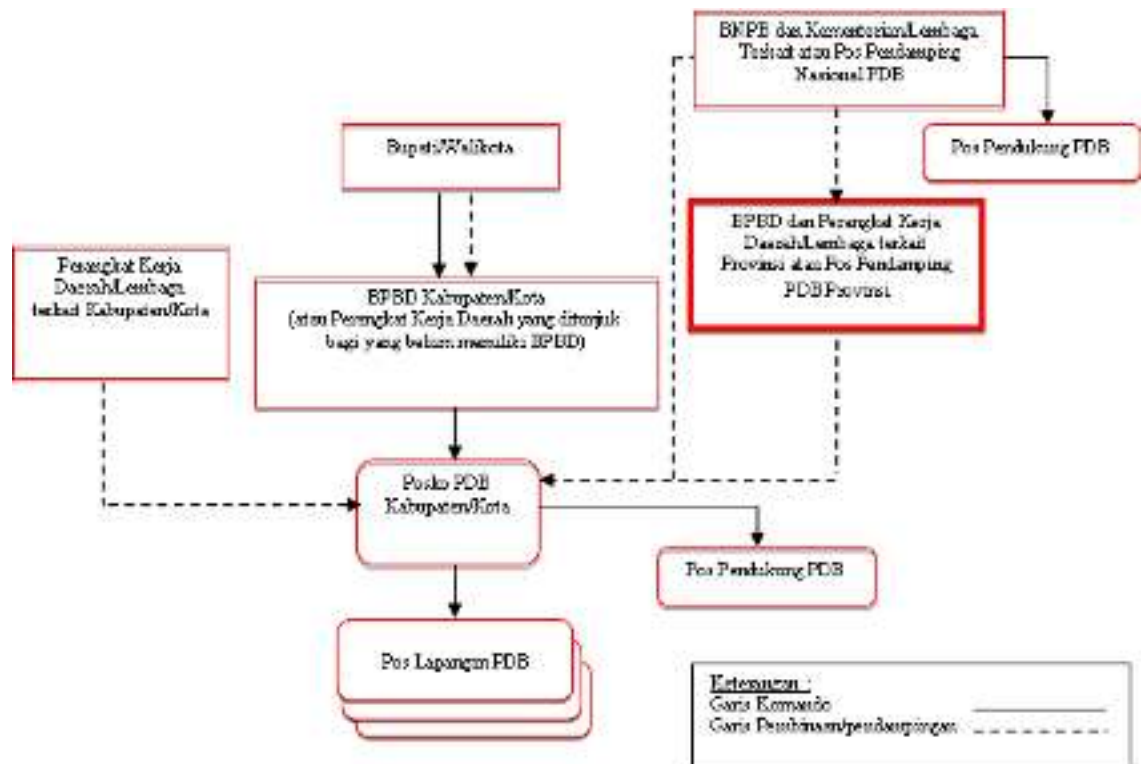 BNPB dan Kementerian/Lembaga
Terkait atau Pos Pendamping
Nasional PDB
Bupati/Walikota
Pos Pendukung PDB
BPBD dan Perangkat Kerja
Daerah/Lembaga terkait
Provinsi atau Pos Pendamping
PDB Provinsi
Perangkat Kerja
Daerah/Lembaga
terkait Kabupaten/Kota
BPBD Kabupaten/Kota
(atau Perangkat Kerja Daerah yang ditunjuk
bagi yang belum memiliki BPBD)
Posko PDB
Kabupaten/Kota
Pos Pendukung PDB
Pos Lapangan PDB
Keterangan :
Garis Komando
Garis Pembinaan/pendampingan